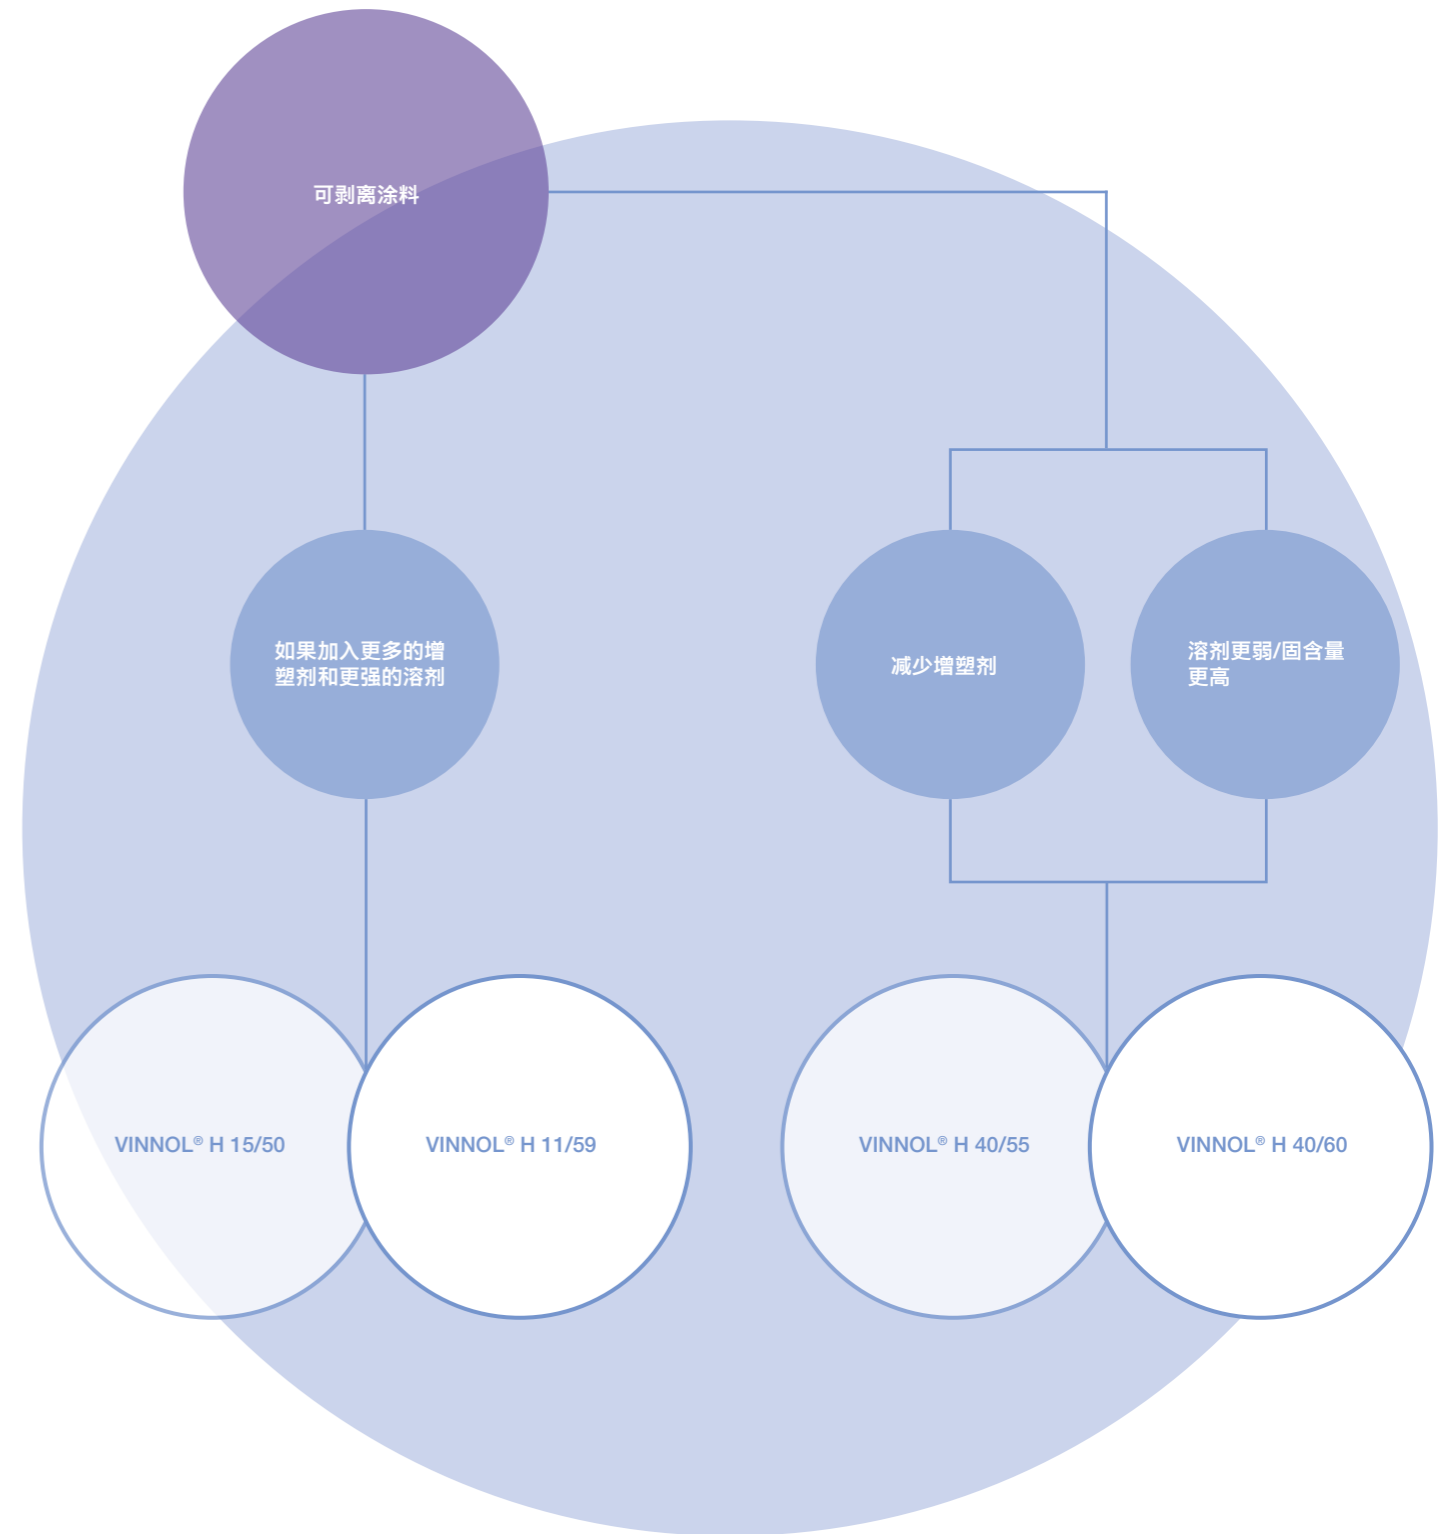 可剥离涂料
如果加入更多的增
塑剂和更强的溶剂
减少增塑剂
溶剂更弱/固含量
更高
VINNOL® H 15/50
VINNOL® H 11/59
VINNOL® H 40/55
VINNOL® H 40/60